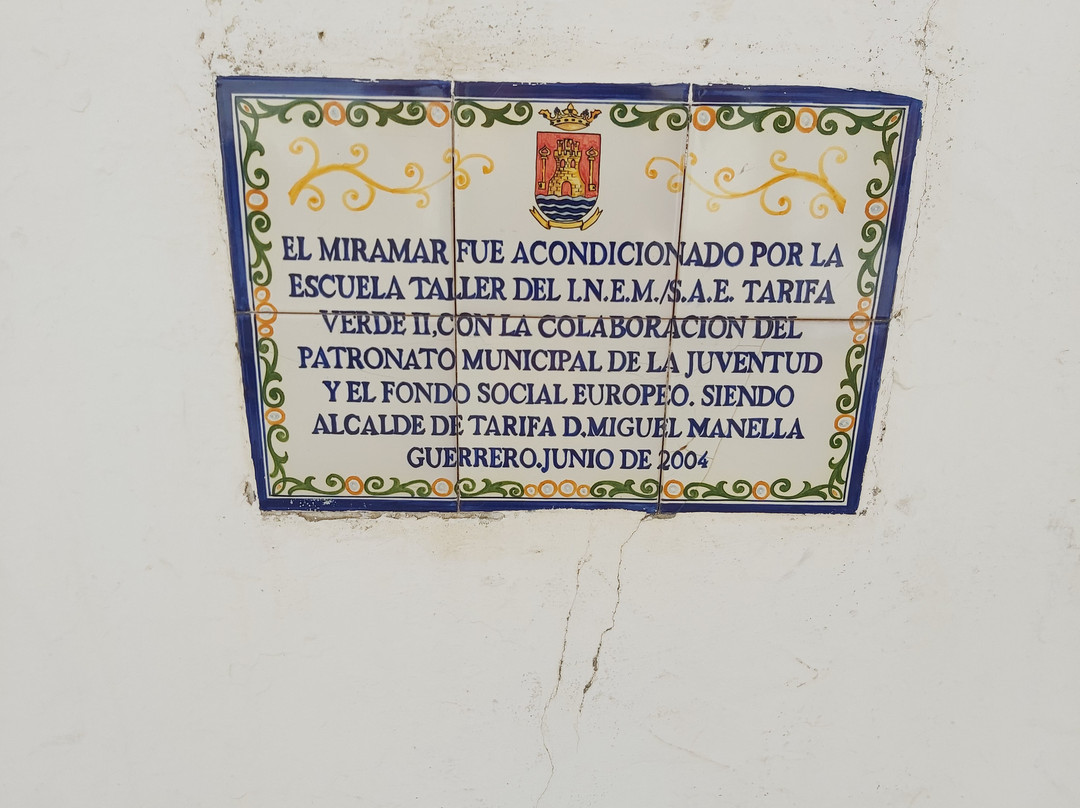 EL MIRAMAR FUE ACONDICIONADO POR LA
ESCUELA TALLER DEL I.N.E.M./S.A.E. TARIFA
VERDE II,CON LA COLABORACION DEL
PATRONATO MUNICIPAL DE LA JUVENTUD
Y EL FONDO SOCIAL EUROPEO. SIENDO
ALCALDE DE TARIFA D.MIGUEL MANELLA
GUERRERO.JUNIO DE 2004